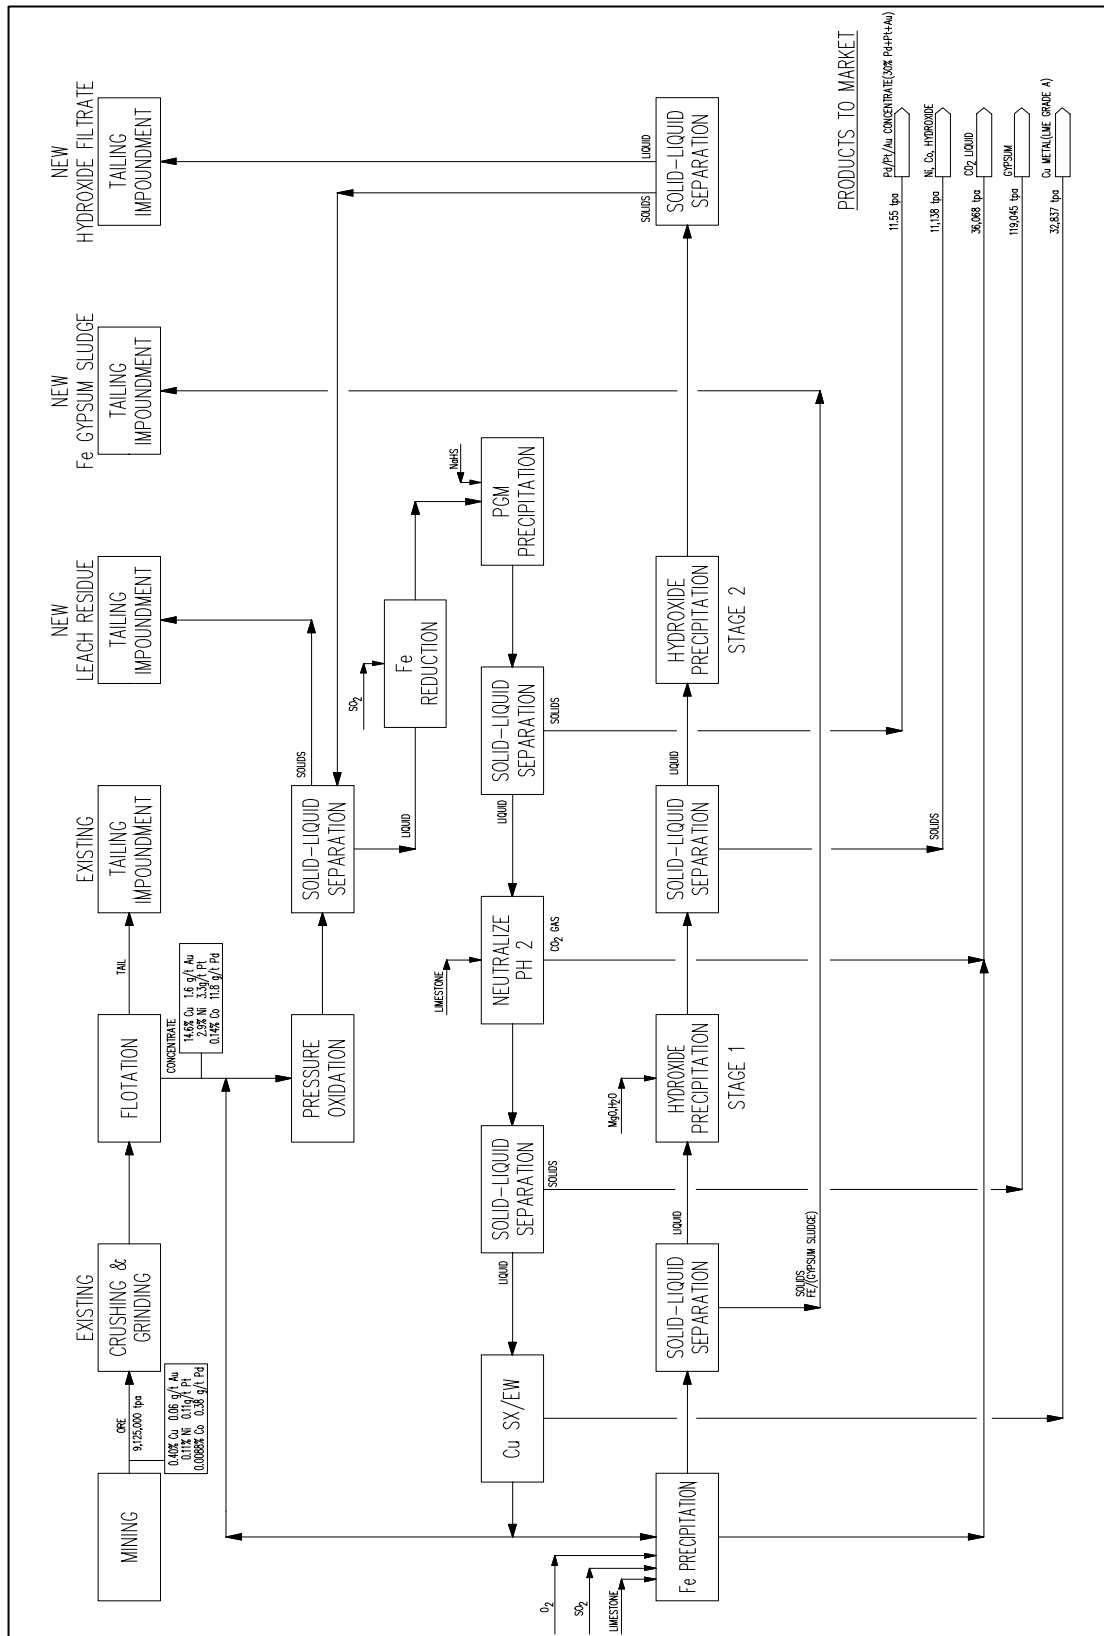 MINING
ORE
9,125,000 tpa
0.40% Cu 0.06 g/t Au
0.11% Ni 0.11g/t Pt
0.0088% Co 0.38 g/t Pd
EXISTING
CRUSHING &
GRINDING
FLOTATION
TAIL
CONCENTRATE
14.6% Cu 1.6 g/t Au
2.9% Ni 3.3g/t Pt
0.14% Co 11.8 g/t Pd
EXISTING
TAILING
IMPOUNDMENT
NEW
LEACH RESIDUE
TAILING
IMPOUNDMENT
NEW
Fe GYPSUM SLUDGE
TAILING
IMPOUNDMENT
NEW
HYDROXIDE FILTRATE
TAILING
IMPOUNDMENT
PRESSURE
OXIDATION
SOLID-LIQUID
SEPARATION
SOLIDS
LIQUID
SO2
Fe
REDUCTION
NaHS
PGM
PRECIPITATION
SOLID-LIQUID
SEPARATION
SOLIDS
LIQUID
LIMESTONE
NEUTRALIZE
PH 2
CO2 GAS
SOLID-LIQUID
SEPARATION
SOLIDS
LIQUID
Cu SX/EW
O2
SO2
LIMESTONE
Fe PRECIPITATION
SOLID-LIQUID
SEPARATION
LIQUID
SOLIDS
FE/(GYPSUM SLUDGE)
MgO,H2O
HYDROXIDE
PRECIPITATION
STAGE 1
SOLID-LIQUID
SEPARATION
LIQUID
SOLIDS
HYDROXIDE
PRECIPITATION
STAGE 2
SOLID-LIQUID
SEPARATION
SOLIDS
LIQUID
PRODUCTS TO MARKET
11.55 tpa
Pd/Pt/Au CONCENTRATE(30% Pd+Pt+Au)
11,138 tpa
Ni, Co, HYDROXIDE
36,068 tpa
CO2 LIQUID
119,045 tpa
GYPSUM
32,837 tpa
Cu METAL(LME GRADE A)